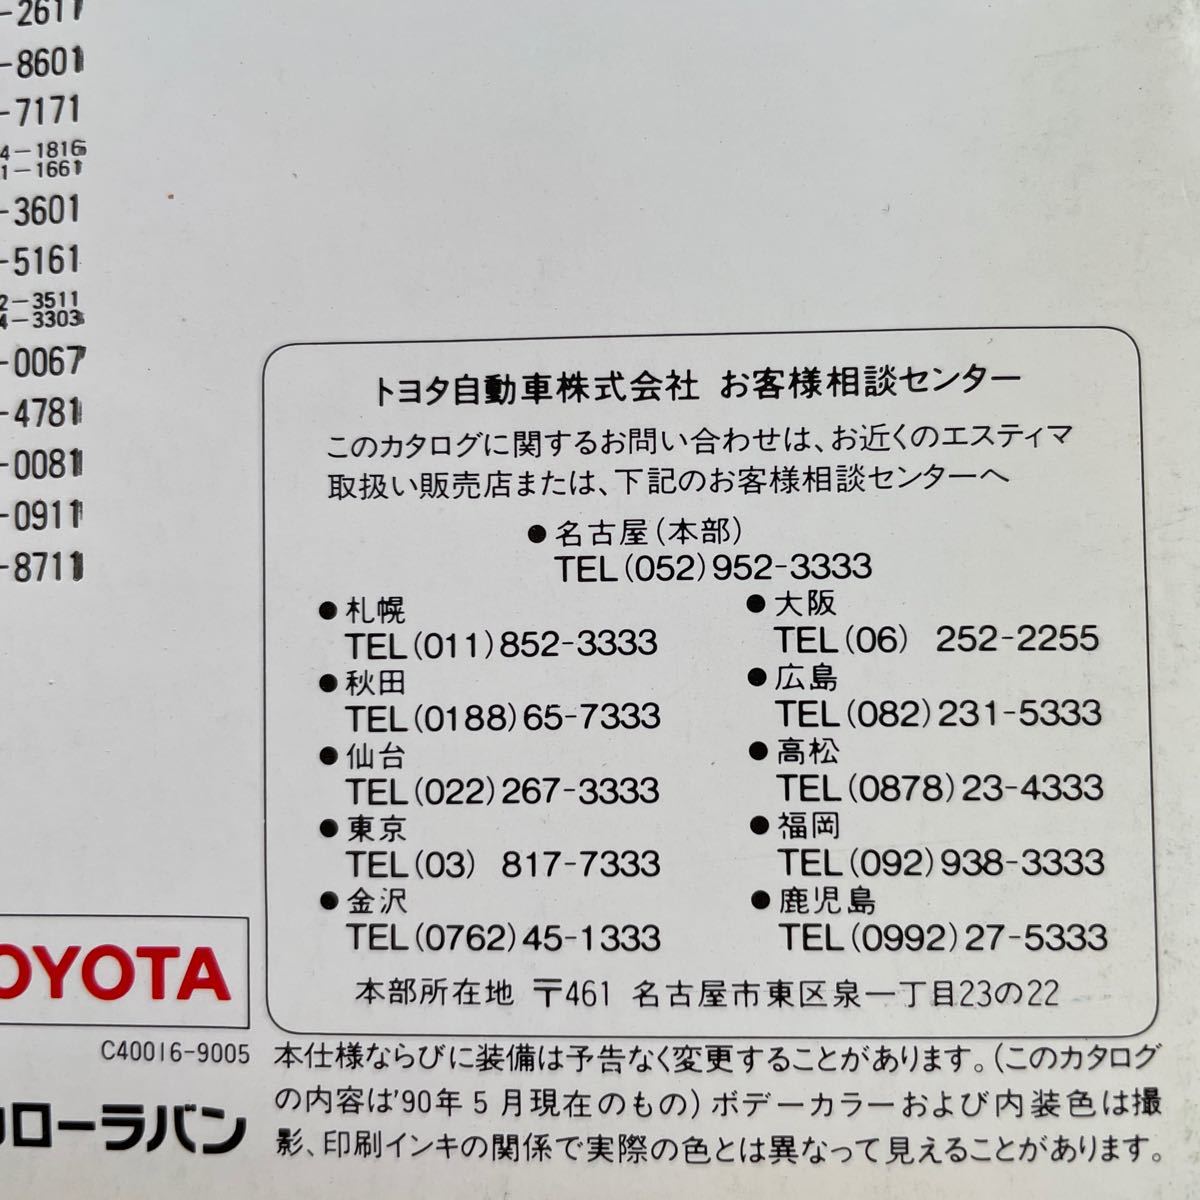 -2611
-8601
-7171
4-1816
1-1661
-3601
-5161
2-3511
4-3303
-0067
-4781
-0081
-0911
-8711
トヨタ自動車株式会社 お客様相談センター
このカタログに関するお問い合わせは、お近くのエスティマ
取扱い販売店または、下記のお客様相談センターへ
●名古屋(本部)
TEL(052)952-3333
●札幌
TEL(011)852-3333
●秋田
TEL(0188)65-7333
●仙台
TEL(022)267-3333
●東京
TEL(03) 817-7333
●金沢
TEL(0762)45-1333
●大阪
TEL(06) 252-2255
●広島
TEL(082)231-5333
●高松
TEL(0878)23-4333
●福岡
TEL(092)938-3333
●鹿児島
TEL(0992)27-5333
本部所在地 〒461 名古屋市東区泉一丁目23の22
OYOTA
C40016-9005
ローラバン
本仕様ならびに装備は予告なく変更することがあります。(このカタログ
の内容は'90年5月現在のもの)ボデーカラーおよび内装色は撮
影、印刷インキの関係で実際の色とは異なって見えることがあります。